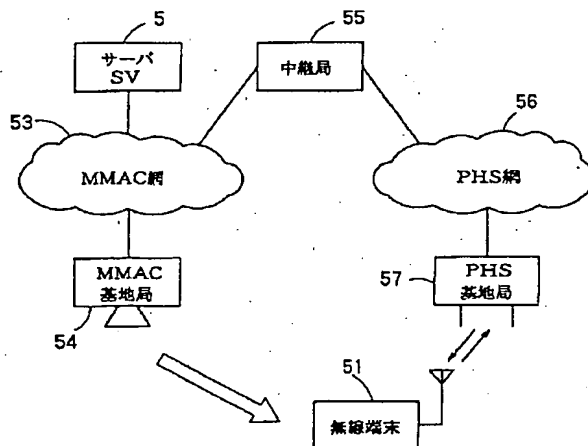 5
55
サーバ
SV
中継局
53
56
MMAC網
PHS網
MMAC
基地局
54
57
PHS
基地局
51
無線端末